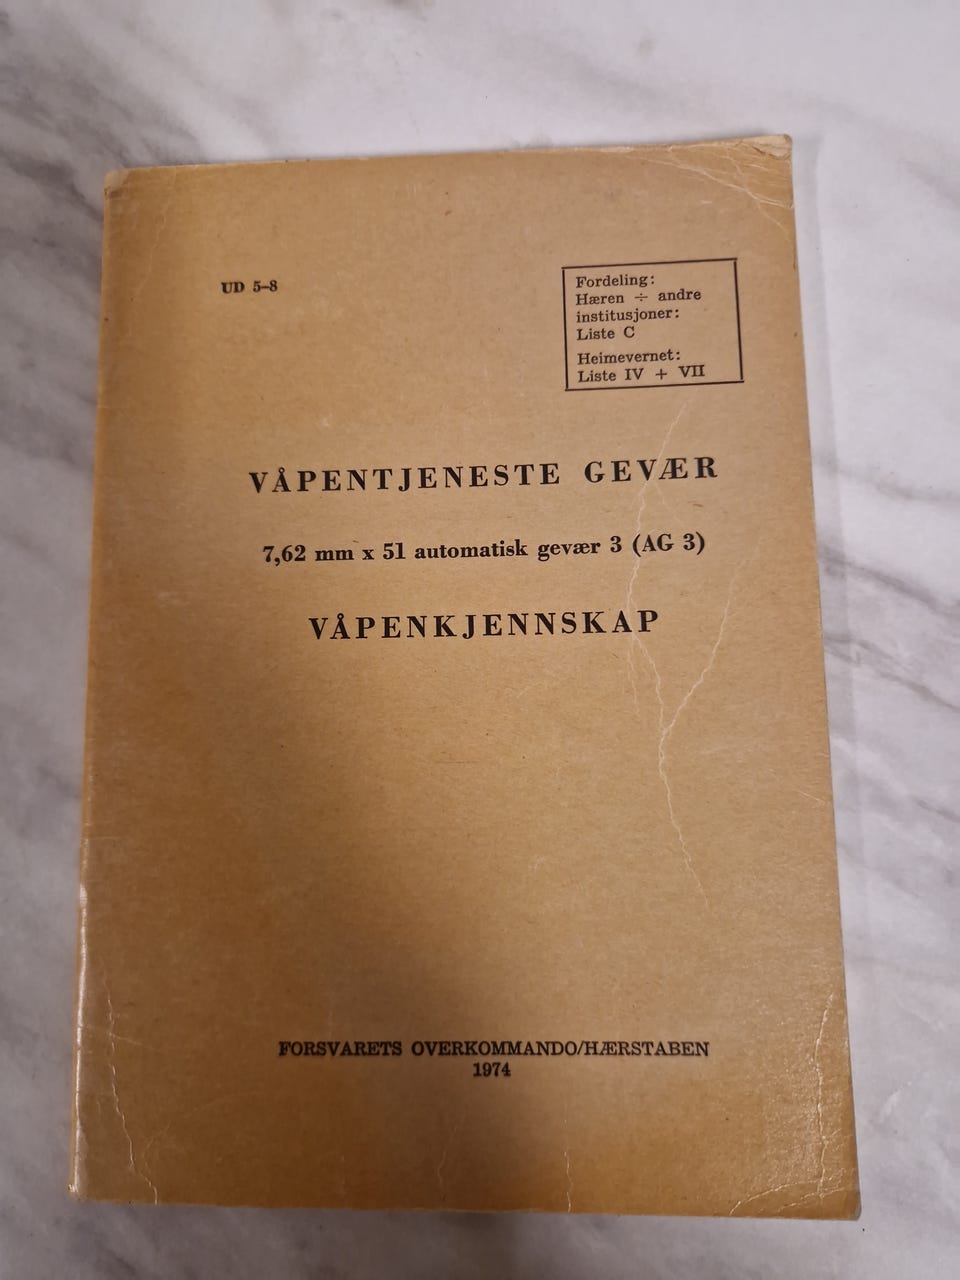 UD 5-8
Fordeling:
Hæren ÷ andre
institusjoner:
Liste C
Heimevernet:
Liste IV + VII
VÅPENTJENESTE GEVÆR
7,62 mm x 51 automatisk gevær 3 (AG 3)
VÅPENKJENNSKAP
FORSVARETS OVERKOMMANDO/HÆRSTABEN
1974